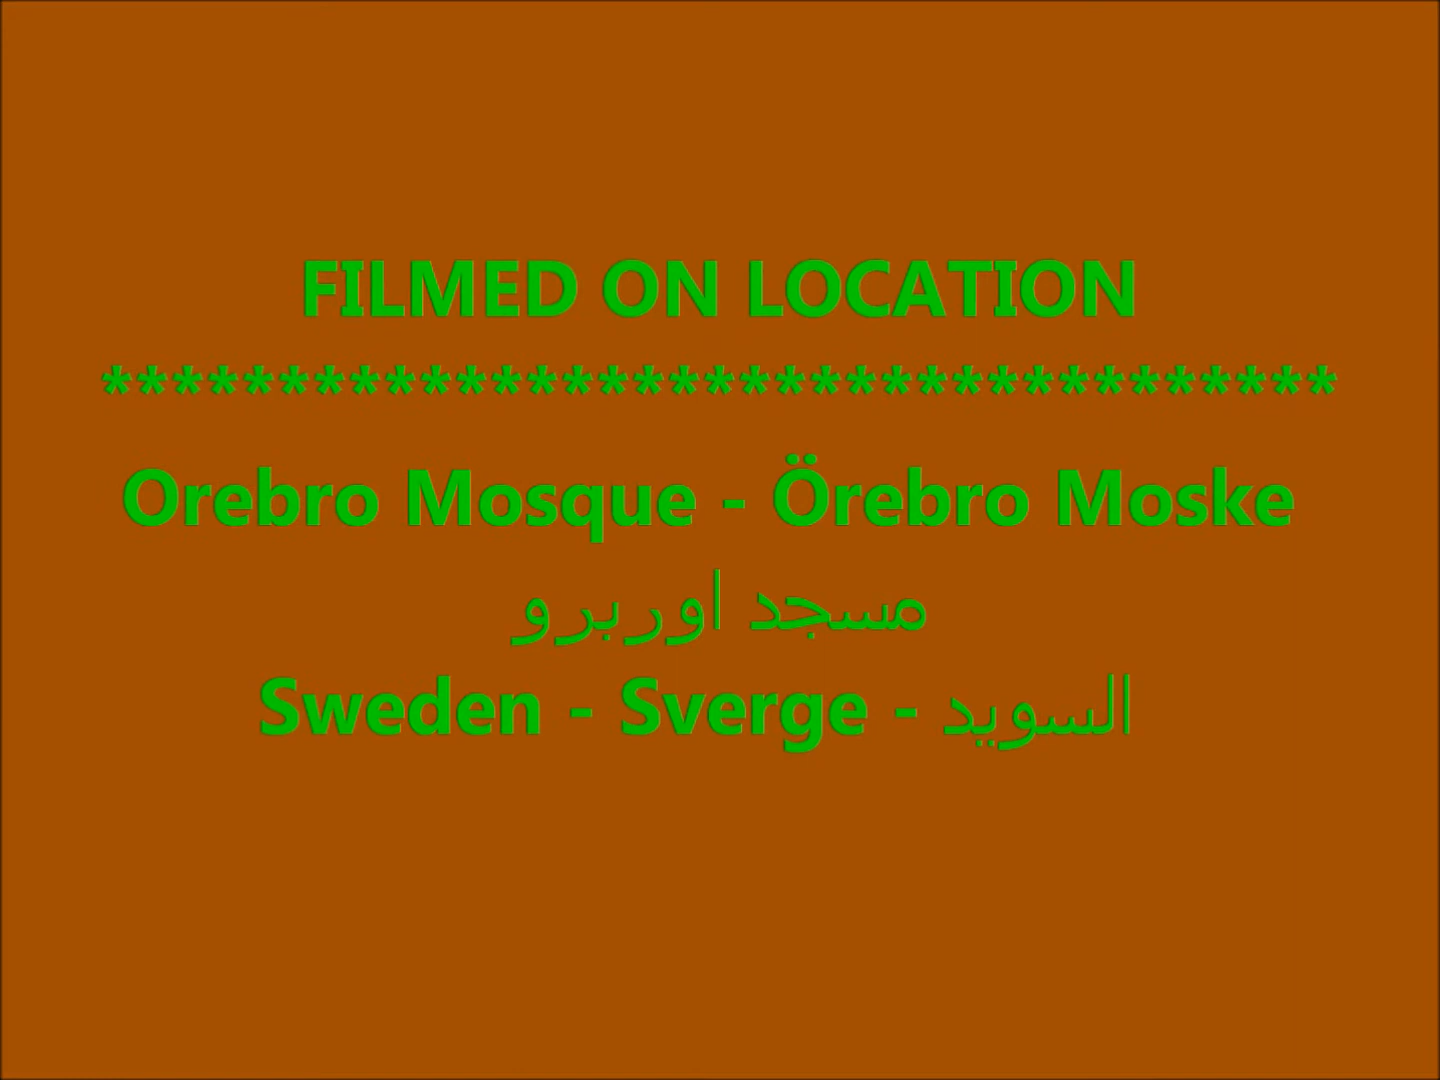 FILMED ON LOCATION
***********************************
Orebro Mosque - Örebro Moske
مسجد اوربرو
Sweden - Sverge - السويد